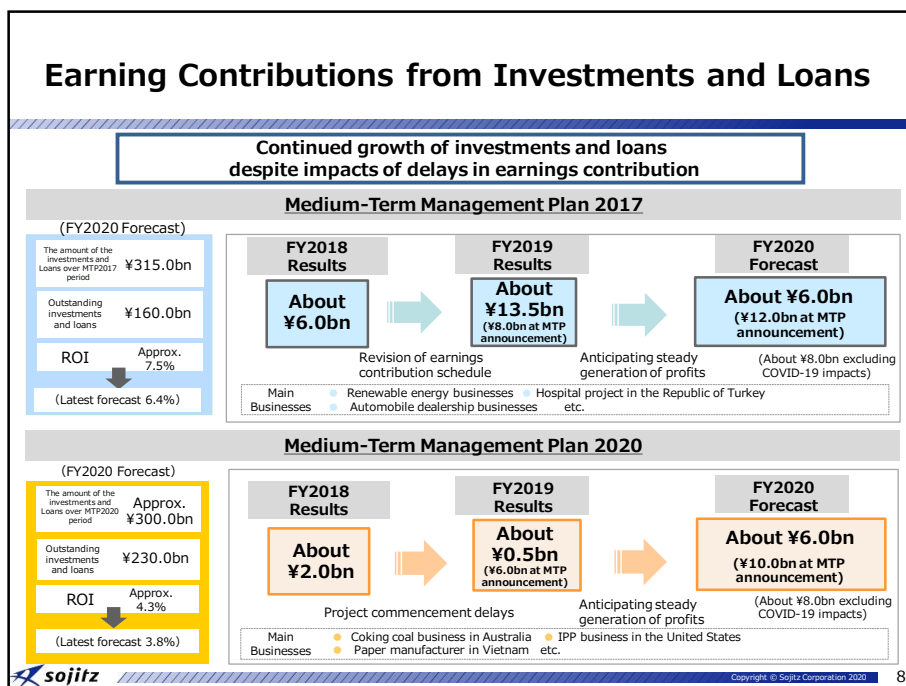 Earning Contributions from Investments and Loans
Continued growth of investments and loans
despite impacts of delays in earnings contribution
Medium-Term Management Plan 2017
(FY2020 Forecast)
The amount of the
investments and
Loans over MTP2017
period
¥315.0bn
Outstanding
investments
and loans
¥160.0bn
ROI
Approx.
7.5%
(Latest forecast 6.4%)
FY2018
Results
About
¥6.0bn
FY2019
Results
About
¥13.5bn
(¥8.0bn at MTP
announcement)
FY2020
Forecast
About ¥6.0bn
(¥12.0bn at MTP
announcement)
Revision of earnings
contribution schedule
Anticipating steady
generation of profits
(About ¥8.0bn excluding
COVID-19 impacts)
Main
Businesses
Renewable energy businesses
Hospital project in the Republic of Turkey
Automobile dealership businesses etc.
Medium-Term Management Plan 2020
(FY2020 Forecast)
The amount of the
investments and
Loans over MTP2020
period
Approx.
¥300.0bn
Outstanding
investments
and loans
¥230.0bn
ROI
Approx.
4.3%
(Latest forecast 3.8%)
FY2018
Results
About
¥2.0bn
FY2019
Results
About
¥0.5bn
(¥6.0bn at MTP
announcement)
FY2020
Forecast
About ¥6.0bn
(¥10.0bn at MTP
announcement)
Project commencement delays
Anticipating steady
generation of profits
(About ¥8.0bn excluding
COVID-19 impacts)
Main
Businesses
Coking coal business in Australia
IPP business in the United States
Paper manufacturer in Vietnam etc.
sojitz
Copyright © Sojitz Corporation 2020
8